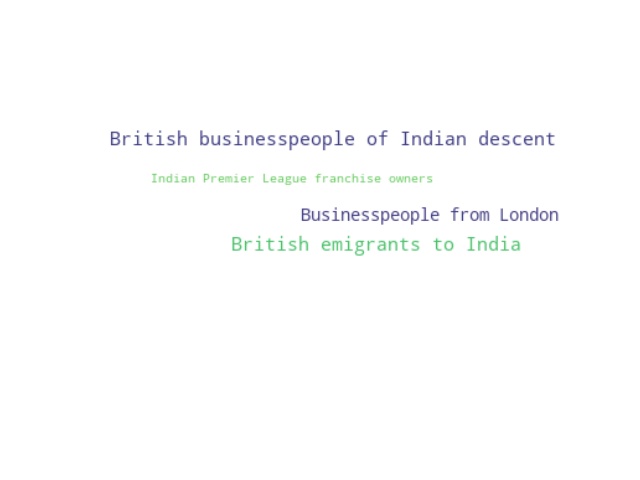 British businesspeople of Indian descent
Indian Premier League franchise owners
Businesspeople from London
British emigrants to India